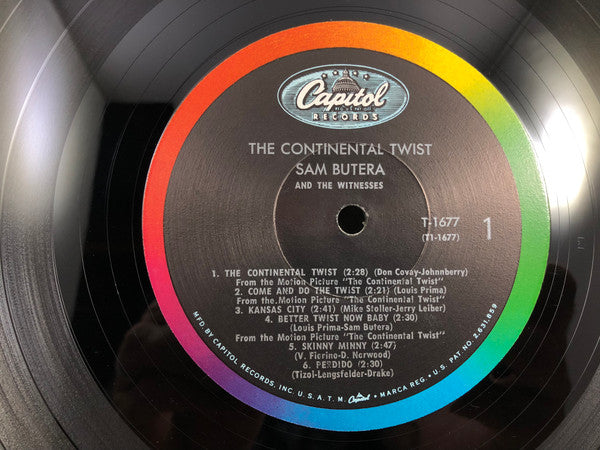 Capitol
RECORDS
THE CONTINENTAL TWIST
SAM BUTERA
AND THE WITNESSES
T-1677
(T1-1677)
1
1. THE CONTINENTAL TWIST (2:28) (Don Covay-Johnnberry)
From the Motion Picture "The Continental Twist"
2. COME AND DO THE TWIST (2:21) (Louis Prima)
From the Motion Picture "The Continental Twist"
3. KANSAS CITY (2:41) (Mike Stoller-Jerry Leiber)
4. BETTER TWIST NOW BABY (2:30)
(Louis Prima-Sam Butera)
From the Motion Picture "The Continental Twist"
5. SKINNY MINNY (2:47)
(V. Fierino-D. Norwood)
6. PERDIDO (2:30)
(Tizol-Lengsfelder-Drake)
MFD. BY CAPITOL RECORDS, INC. U.S.A. T.M. Capitol MARCA REG. • U.S. PAT. NO. 2,631,859